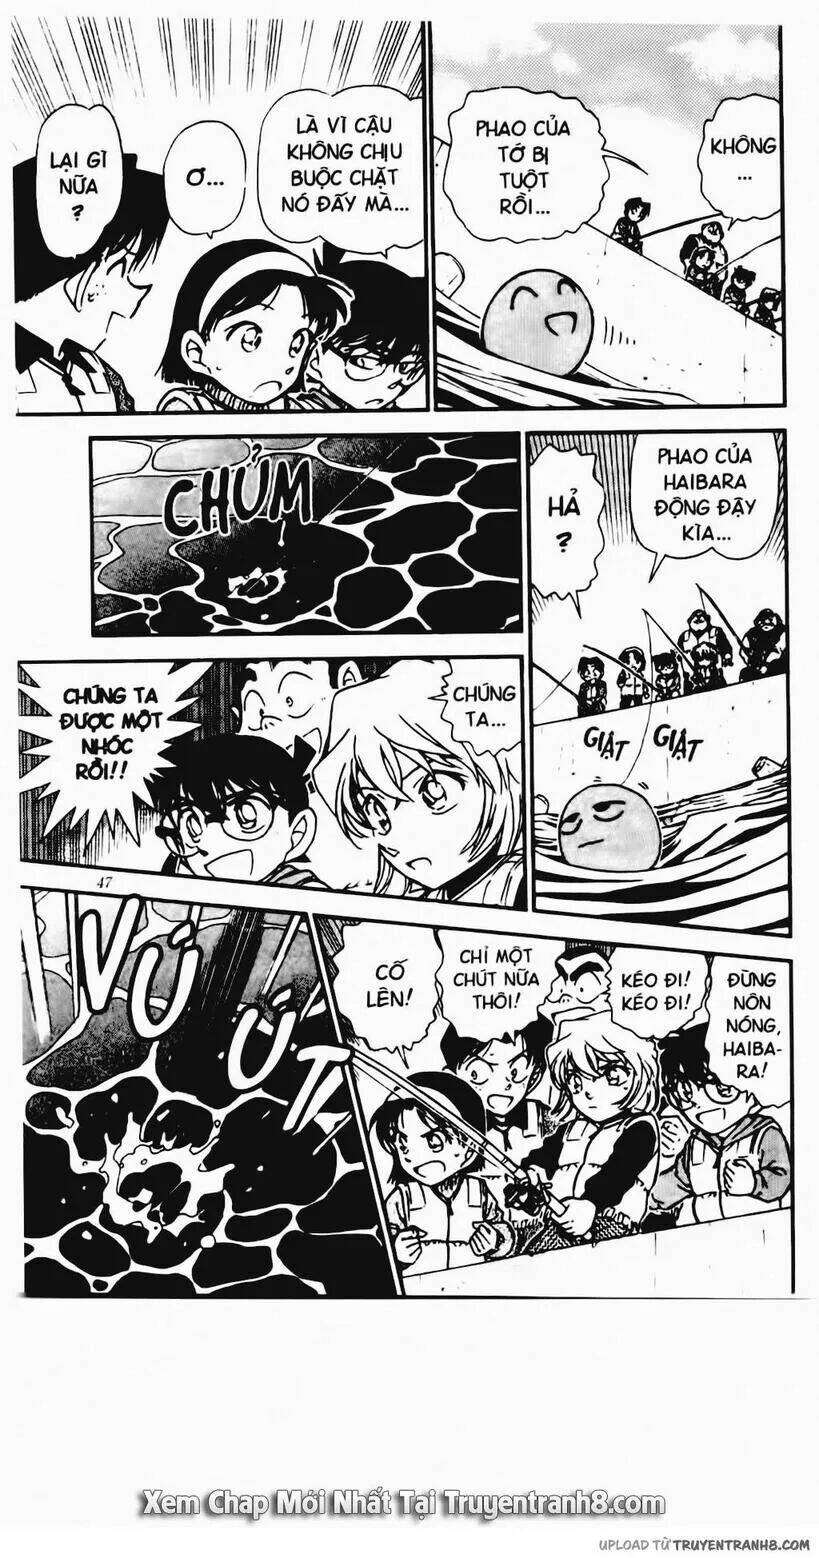 KHÔNG
...
PHAO CỦA
TỚ BỊ
TUỘT
RỒI...
LÀ VÌ CẬU
KHÔNG CHỊU
BUỘC CHẶT
NÓ ĐẤY MÀ...
Ơ...
LẠI GÌ
NỮA
?
PHAO CỦA
HAIBARA
ĐỘNG ĐẬY
KÌA...
HẢ
?
GIẬT GIẬT
CHỦM
CHÚNG
TA...
CHÚNG TA
ĐƯỢC MỘT
NHÓC
RỒI!!
47
ĐỪNG
NÔN
NÓNG,
HAIBA-
RA!
KÉO ĐI!
KÉO ĐI!
CHỈ MỘT
CHÚT NỮA
THÔI!
CỐ
LÊN!
VÚÚT
Xem Chap Mới Nhất Tại Truyentranh8.com
UPLOAD TỪ TRUYENTRANH8.COM